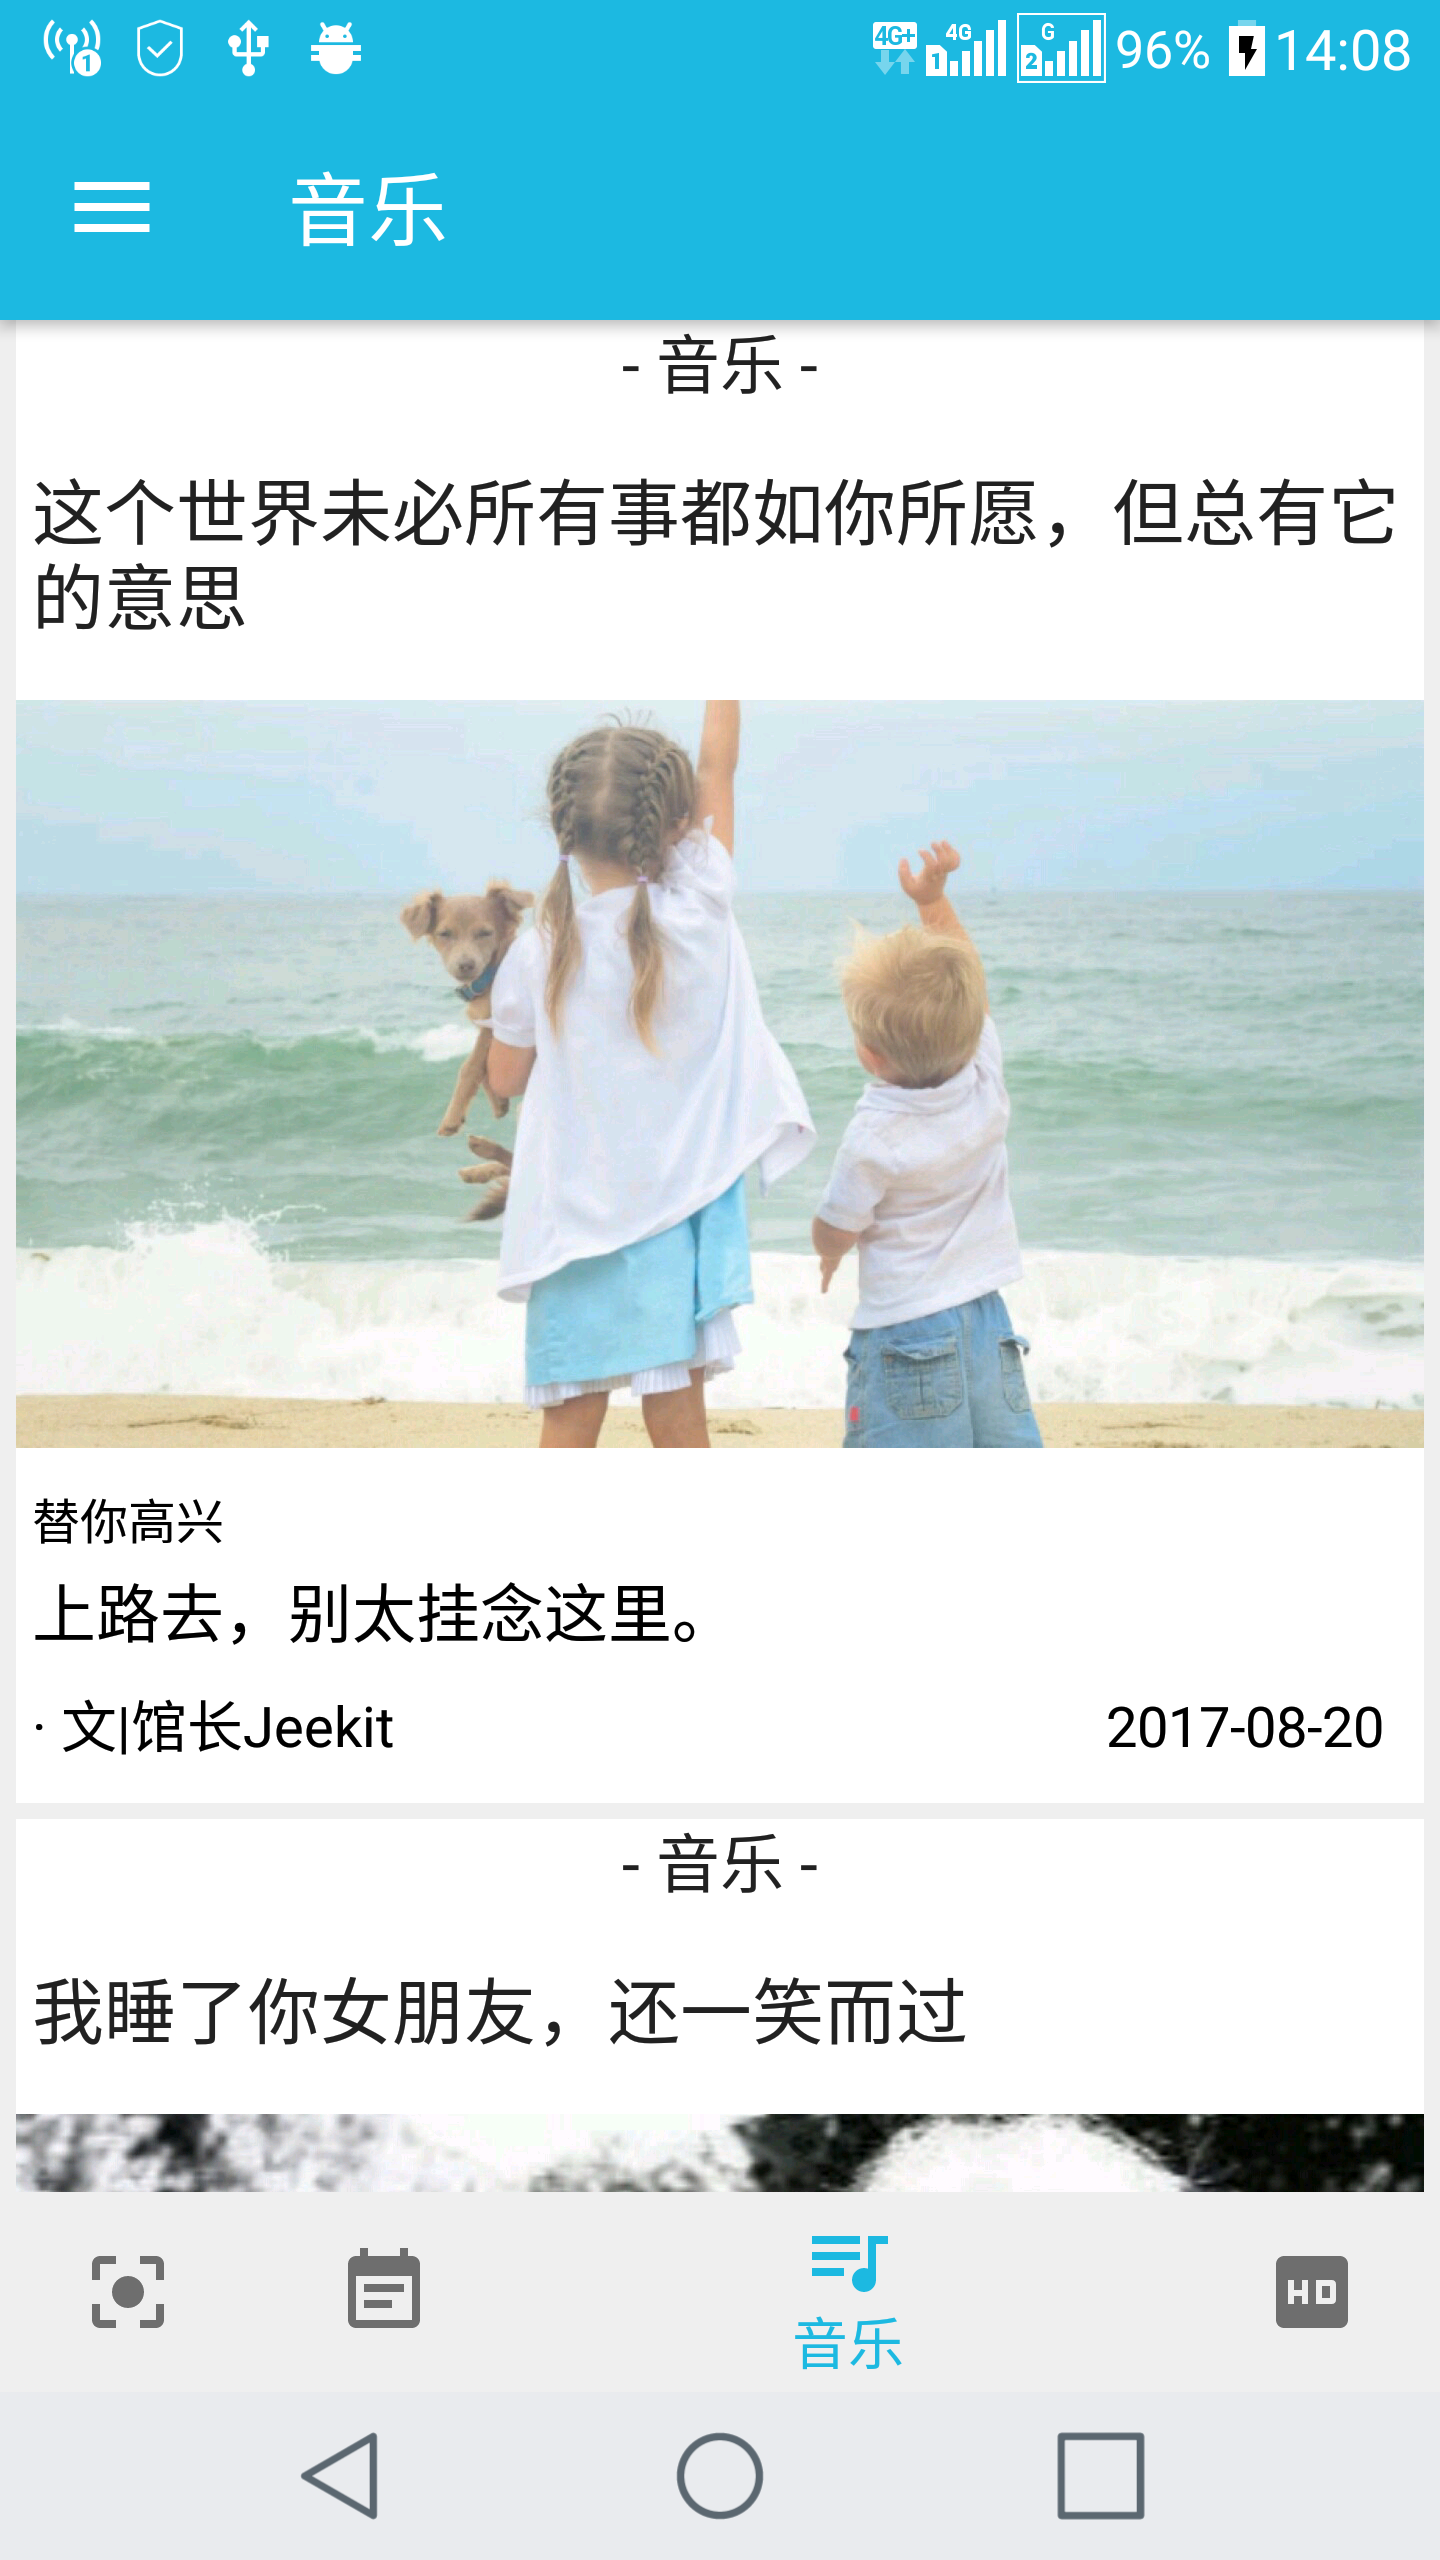 1 4G+ 4G 1 G 2 96% 14:08
音乐
- 音乐 -
这个世界未必所有事都如你所愿，但总有它
的意思
替你高兴
上路去，别太挂念这里。
· 文|馆长Jeekit 2017-08-20
- 音乐 -
我睡了你女朋友，还一笑而过
HD
音乐